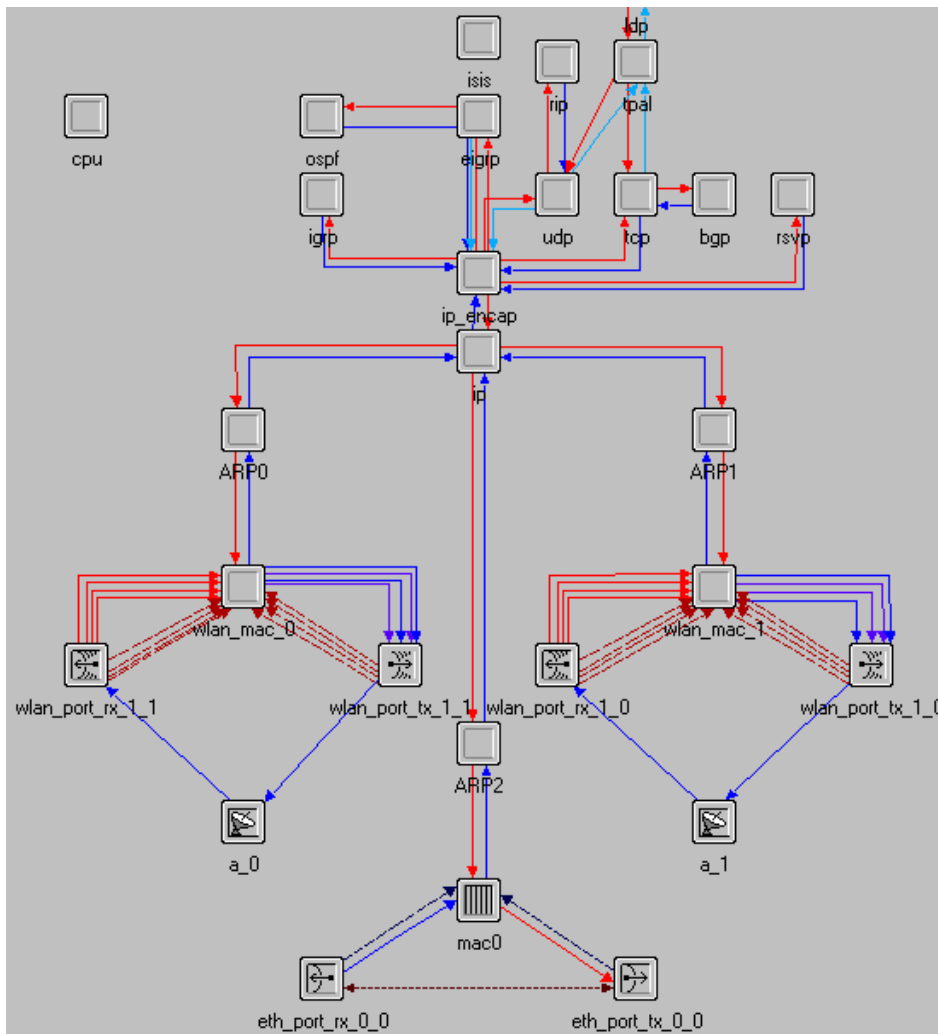 ldp
isis
rip
tpal
cpu
ospf
eigrp
igrp
udp
tcp
bgp
rsvp
ip_encap
ip
ARP0
ARP1
wlan_mac_0
wlan_mac_1
wlan_port_rx_1_1
wlan_port_tx_1_1
wlan_port_rx_1_0
wlan_port_tx_1_0
ARP2
a_0
a_1
mac0
eth_port_rx_0_0
eth_port_tx_0_0